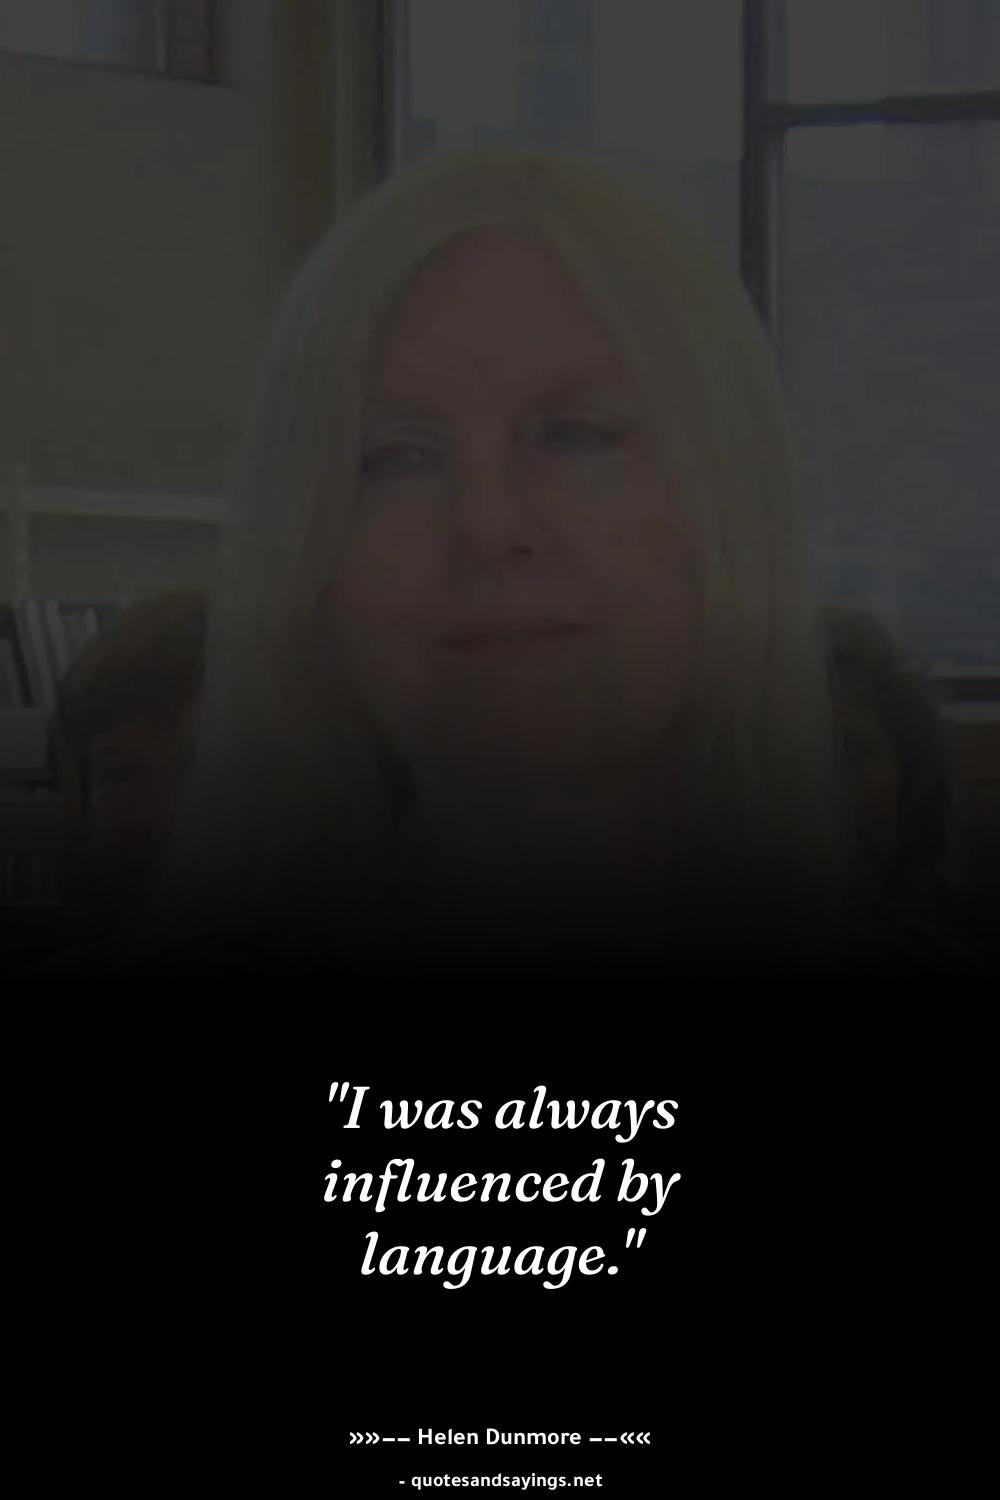 "I was always
influenced by
language."
»»−− Helen Dunmore −−««
- quotesandsayings.net